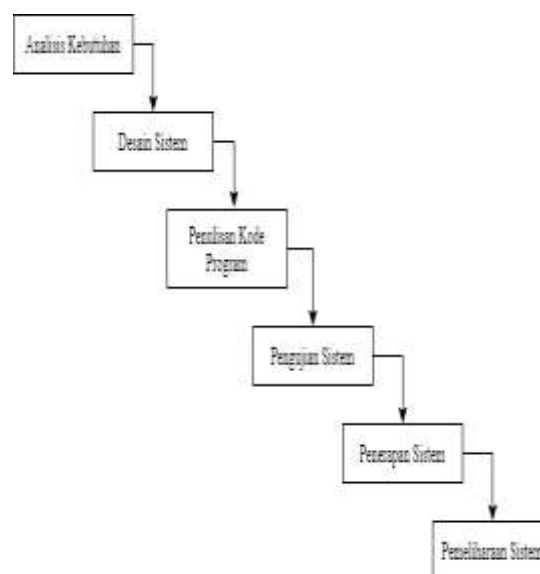 Analisis Kebutuhan
Desain Sistem
Penulisan Kode
Program
Pengujian Sistem
Penerapan Sistem
Pemeliharaan Sistem